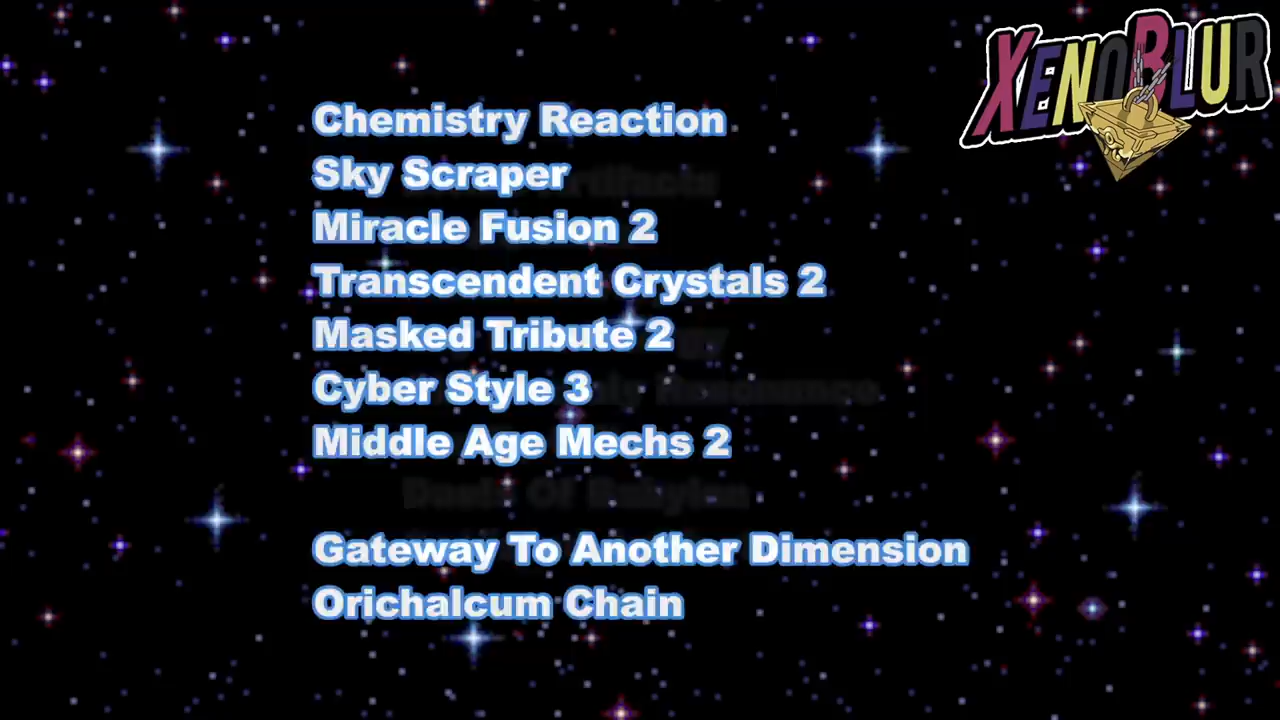 XENOBLUR
Chemistry Reaction
Sky Scraper
Miracle Fusion 2
Transcendent Crystals 2
Masked Tribute 2
Cyber Style 3
Middle Age Mechs 2
Gateway To Another Dimension
Orichalcum Chain